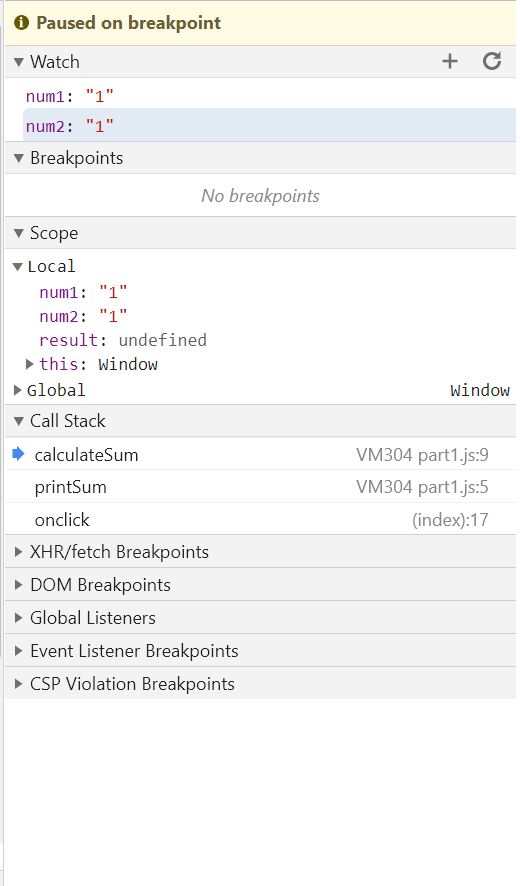 Paused on breakpoint
Watch
num1: "1"
num2: "1"
Breakpoints
No breakpoints
Scope
Local
num1: "1"
num2: "1"
result: undefined
this: Window
Global Window
Call Stack
calculateSum VM304 part1.js:9
printSum VM304 part1.js:5
onclick (index):17
XHR/fetch Breakpoints
DOM Breakpoints
Global Listeners
Event Listener Breakpoints
CSP Violation Breakpoints